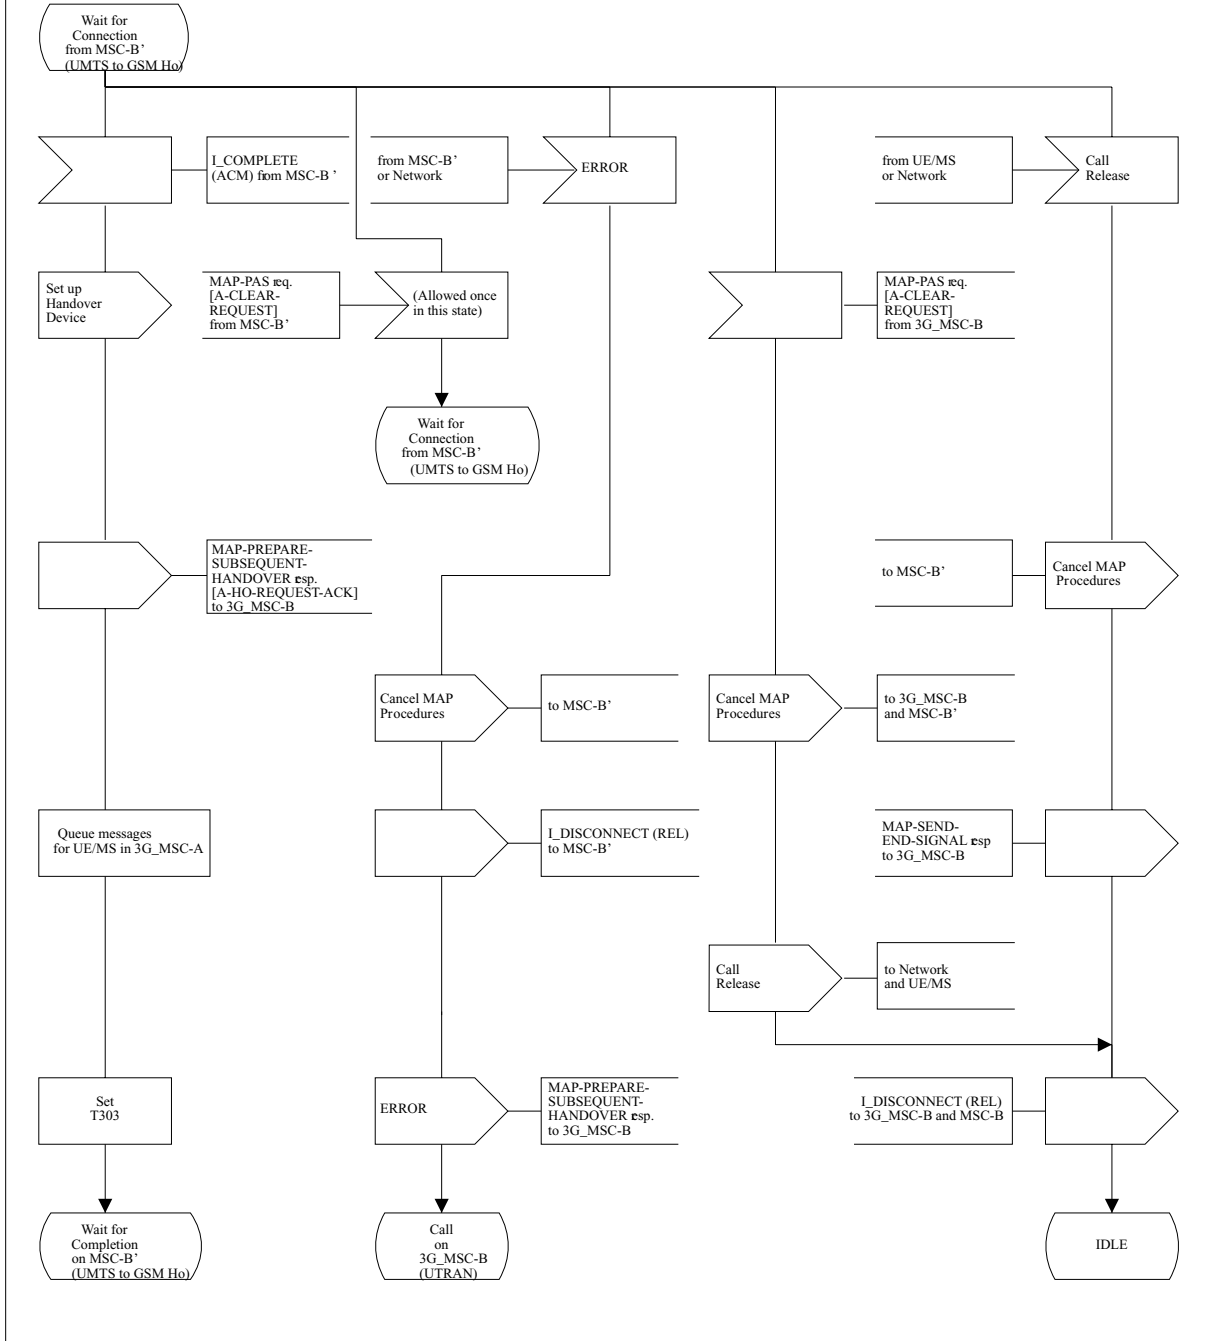 Wait for
Connection
from MSC-B’
(UMTS to GSM Ho)
I_COMPLETE
(ACM) from MSC-B ’
from MSC-B’
or Network
ERROR
from UE/MS
or Network
Call
Release
Set up
Handover
Device
MAP-PAS req.
[A-CLEAR-
REQUEST]
from MSC-B’
(Allowed once
in this state)
MAP-PAS req.
[A-CLEAR-
REQUEST]
from 3G_MSC-B
Wait for
Connection
from MSC-B’
(UMTS to GSM Ho)
MAP-PREPARE-
SUBSEQUENT-
HANDOVER resp.
[A-HO-REQUEST-ACK]
to 3G_MSC-B
to MSC-B’
Cancel MAP
Procedures
Cancel MAP
Procedures
to MSC-B’
Cancel MAP
Procedures
to 3G_MSC-B
and MSC-B’
Queue messages
for UE/MS in 3G_MSC-A
I_DISCONNECT (REL)
to MSC-B’
MAP-SEND-
END-SIGNAL resp
to 3G_MSC-B
Call
Release
to Network
and UE/MS
Set
T303
ERROR
MAP-PREPARE-
SUBSEQUENT-
HANDOVER resp.
to 3G_MSC-B
I_DISCONNECT (REL)
to 3G_MSC-B and MSC-B
Wait for
Completion
on MSC-B’
(UMTS to GSM Ho)
Call
on
3G_MSC-B
(UTRAN)
IDLE